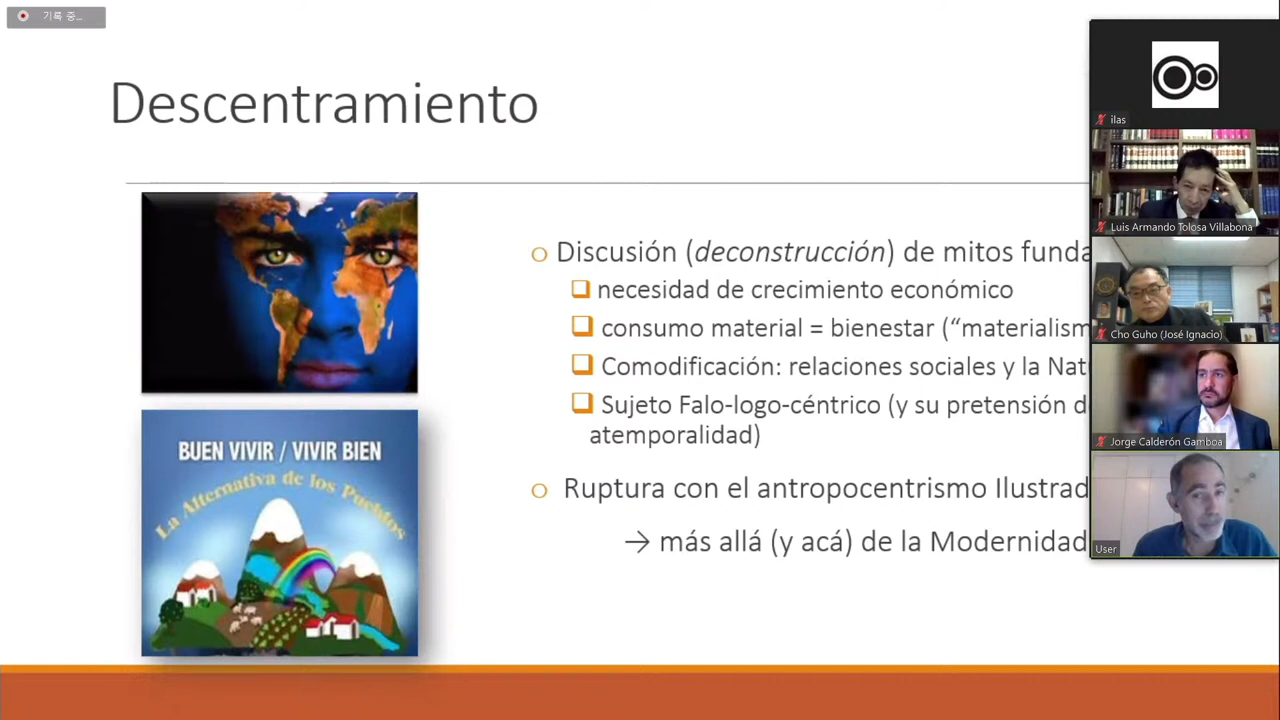 기록 중...
Descentramiento
o Discusión (deconstrucción) de mitos funda
necesidad de crecimiento económico
consumo material = bienestar (“materialism
Comodificación: relaciones sociales y la Nat
Sujeto Falo-logo-céntrico (y su pretensión d
atemporalidad)
o Ruptura con el antropocentrismo Ilustrad
→ más allá (y acá) de la Modernidad
BUEN VIVIR / VIVIR BIEN
La Alternativa de los Pueblos
ilas
Luis Armando Tolosa Villabona
Cho Guho (José Ignacio)
Jorge Calderón Gamboa
User